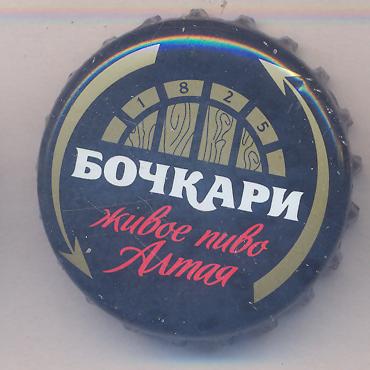 1825
БОЧКАРИ
живое пиво
Алтая